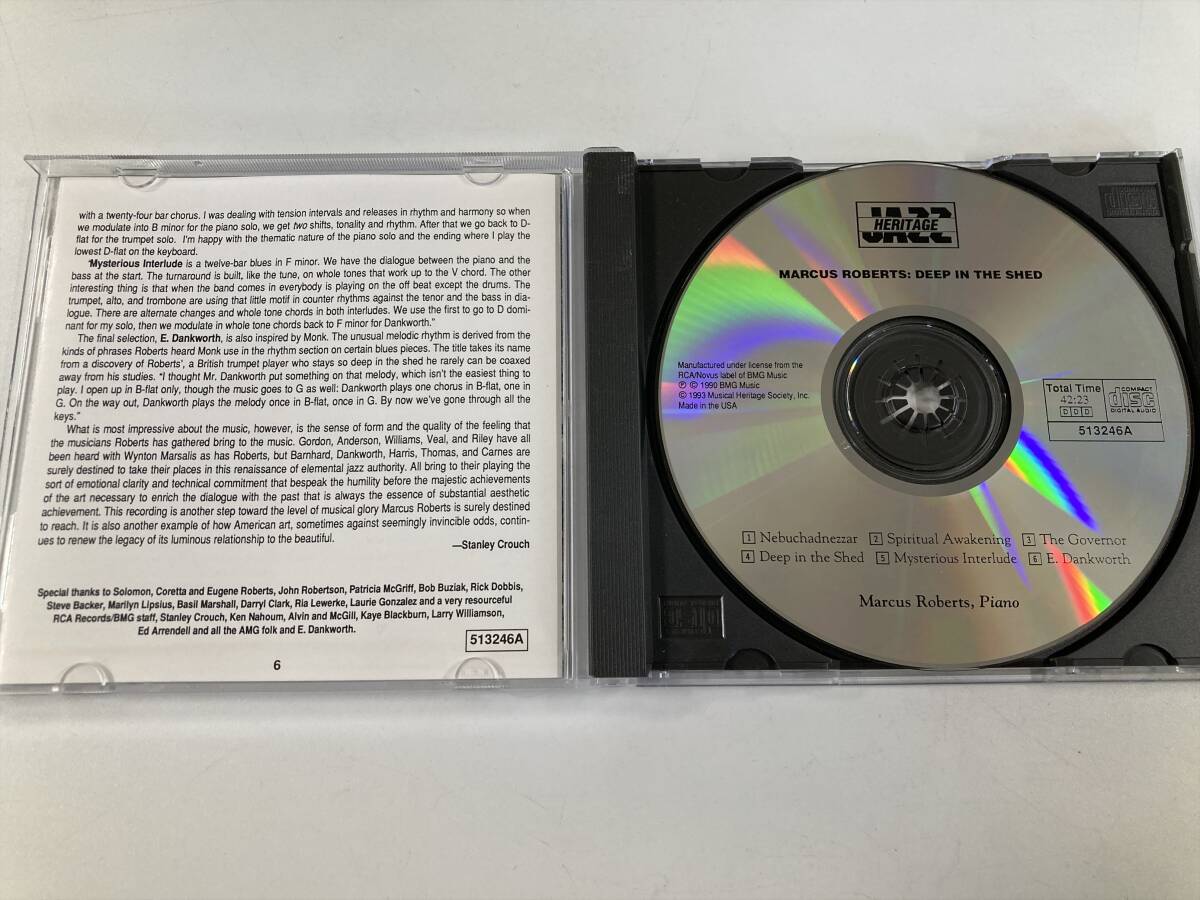 with a twenty-four bar chorus. I was dealing with tension intervals and releases in rhythm and harmony so when
we modulate into B minor for the piano solo, we get two shifts, tonality and rhythm. After that we go back to D-
flat for the trumpet solo. I'm happy with the thematic nature of the piano solo and the ending where I play the
lowest D-flat on the keyboard.
"Mysterious Interlude is a twelve-bar blues in F minor. We have the dialogue between the piano and the
bass at the start. The turnaround is built, like the tune, on whole tones that work up to the V chord. The other
interesting thing is that when the band comes in everybody is playing on the off beat except the drums. The
trumpet, alto, and trombone are using that little motif in counter rhythms against the tenor and the bass in dia-
logue. There are alternate changes and whole tone chords in both interludes. We use the first to go to D domi-
nant for my solo, then we modulate in whole tone chords back to F minor for Dankworth."
The final selection, E. Dankworth, is also inspired by Monk. The unusual melodic rhythm is derived from the
kinds of phrases Roberts heard Monk use in the rhythm section on certain blues pieces. The title takes its name
from a discovery of Roberts', a British trumpet player who stays so deep in the shed he rarely can be coaxed
away from his studies. "I thought Mr. Dankworth put something on that melody, which isn't the easiest thing to
play. I open up in B-flat only, though the music goes to G as well: Dankworth plays one chorus in B-flat, one in
G. On the way out, Dankworth plays the melody once in B-flat, once in G. By now we've gone through all the
keys."
What is most impressive about the music, however, is the sense of form and the quality of the feeling that
the musicians Roberts has gathered bring to the music. Gordon, Anderson, Williams, Veal, and Riley have all
been heard with Wynton Marsalis as has Roberts, but Barnhard, Dankworth, Harris, Thomas, and Carnes are
surely destined to take their places in this renaissance of elemental jazz authority. All bring to their playing the
sort of emotional clarity and technical commitment that bespeak the humility before the majestic achievements
of the art necessary to enrich the dialogue with the past that is always the essence of substantial aesthetic
achievement. This recording is another step toward the level of musical glory Marcus Roberts is surely destined
to reach. It is also another example of how American art, sometimes against seemingly invincible odds, contin-
ues to renew the legacy of its luminous relationship to the beautiful.
—Stanley Crouch
Special thanks to Solomon, Coretta and Eugene Roberts, John Robertson, Patricia McGriff, Bob Buziak, Rick Dobbis,
Steve Backer, Marilyn Lipsius, Basil Marshall, Darryl Clark, Ria Lewerke, Laurie Gonzalez and a very resourceful
RCA Records/BMG staff, Stanley Crouch, Ken Nahoum, Alvin and McGill, Kaye Blackburn, Larry Williamson,
Ed Arrendell and all the AMG folk and E. Dankworth.
513246A
6
JAZZ
HERITAGE
MARCUS ROBERTS: DEEP IN THE SHED
Manufactured under license from the
RCA/Novus label of BMG Music
℗ © 1990 BMG Music
© 1993 Musical Heritage Society, Inc.
Made in the USA
Total Time
42:23
DDD
COMPACT
disc
DIGITAL AUDIO
513246A
1 Nebuchadnezzar 2 Spiritual Awakening 3 The Governor
4 Deep in the Shed 5 Mysterious Interlude 6 E. Dankworth
Marcus Roberts, Piano